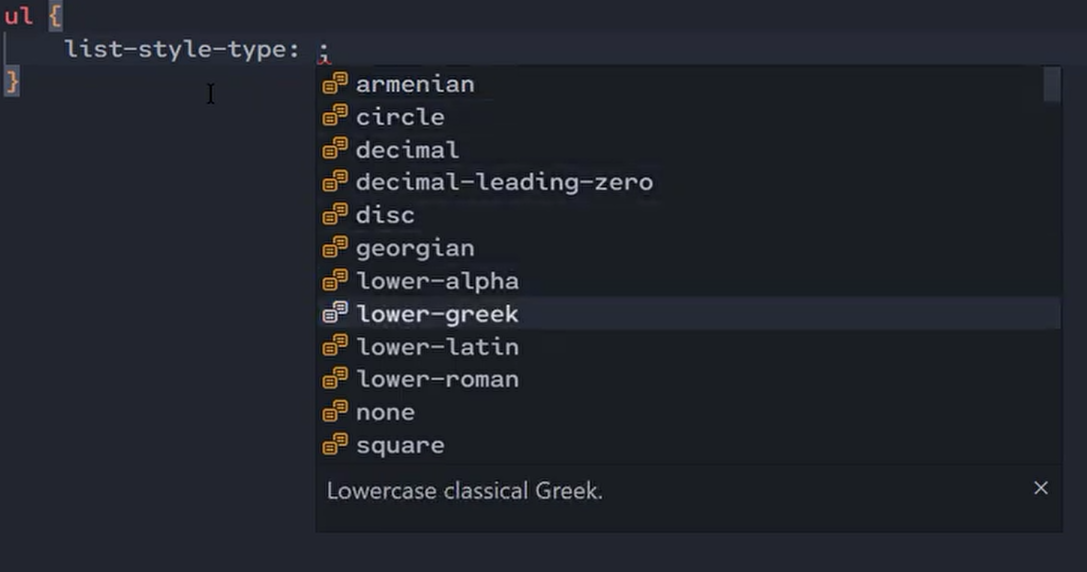 ul {
    list-style-type: ;
}
armenian
circle
decimal
decimal-leading-zero
disc
georgian
lower-alpha
lower-greek
lower-latin
lower-roman
none
square
Lowercase classical Greek.